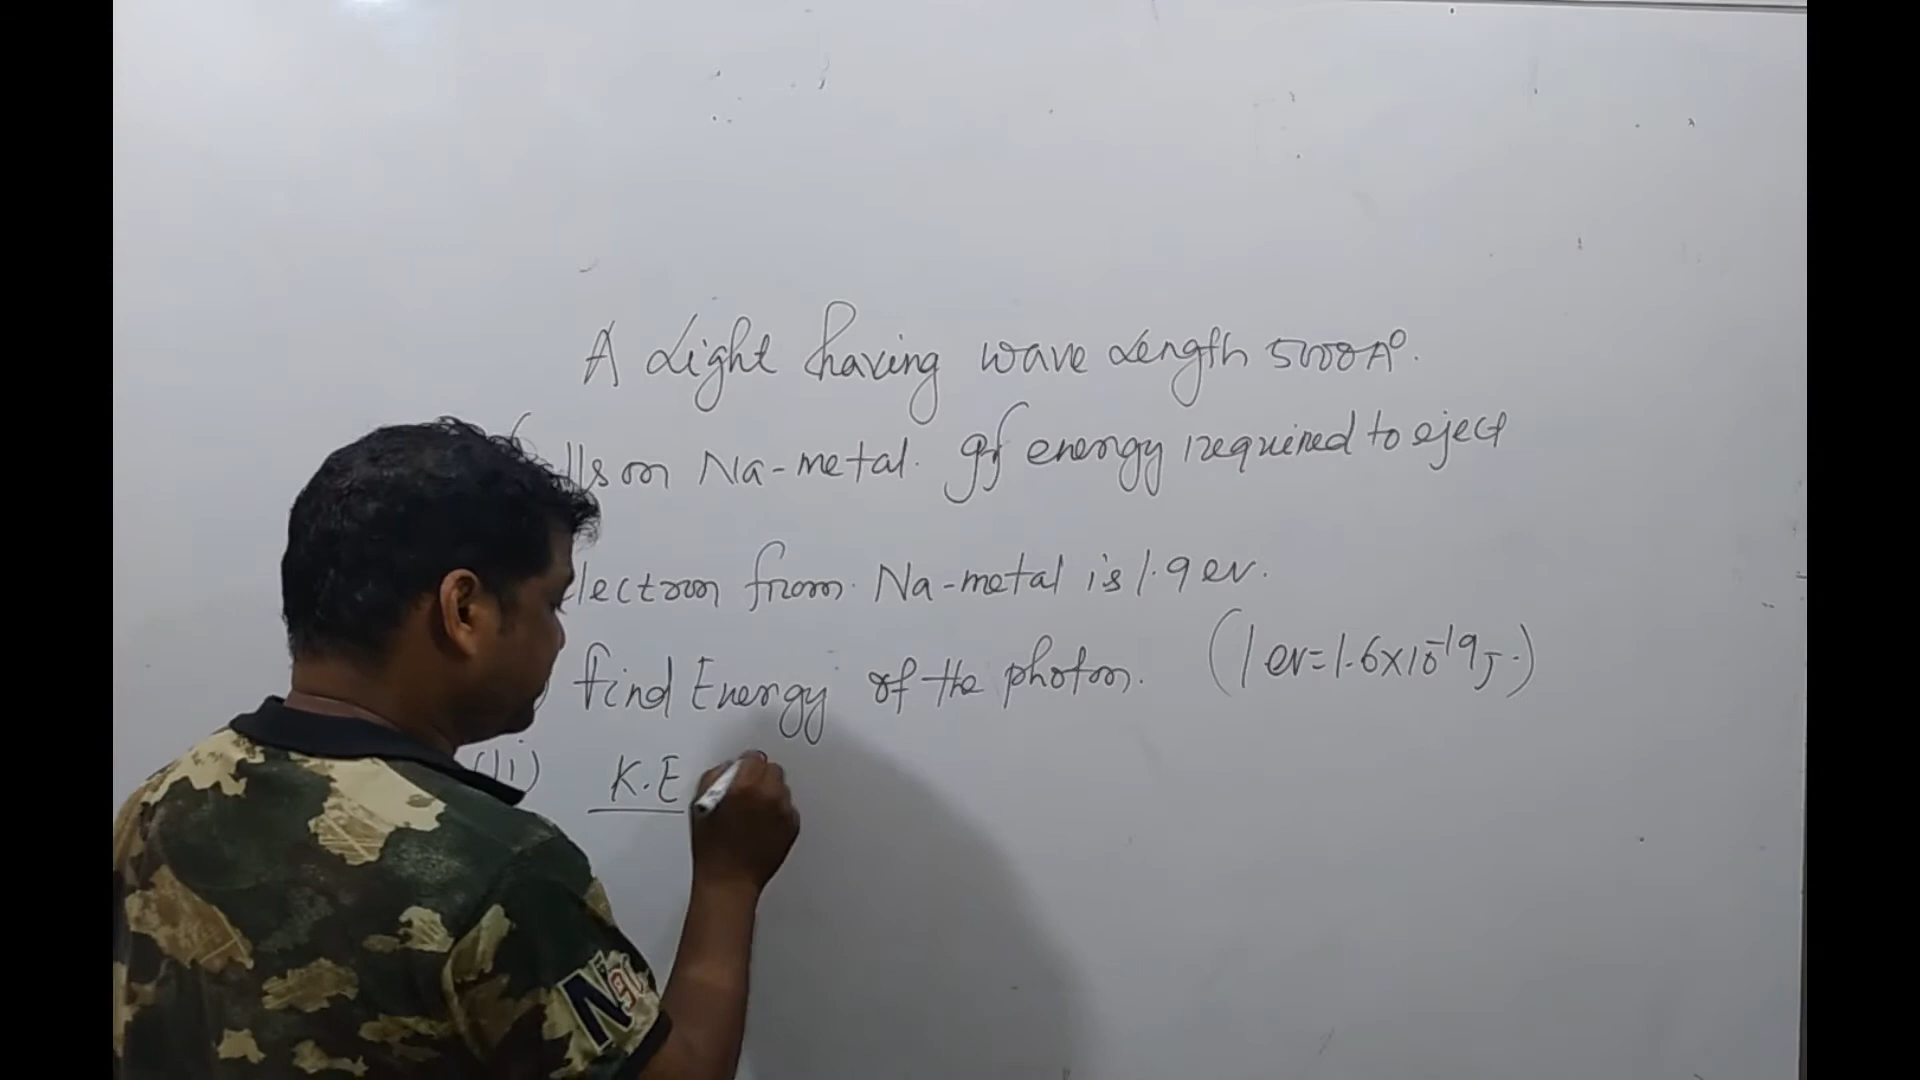 A Light having wave Length 5000A°.
lls on Na-metal. If energy required to eject
lectron from Na-metal is 1.9 ev.
find Energy of the photon. (1 ev = 1.6 x 10^-19 J.)
(ii) K.E
N